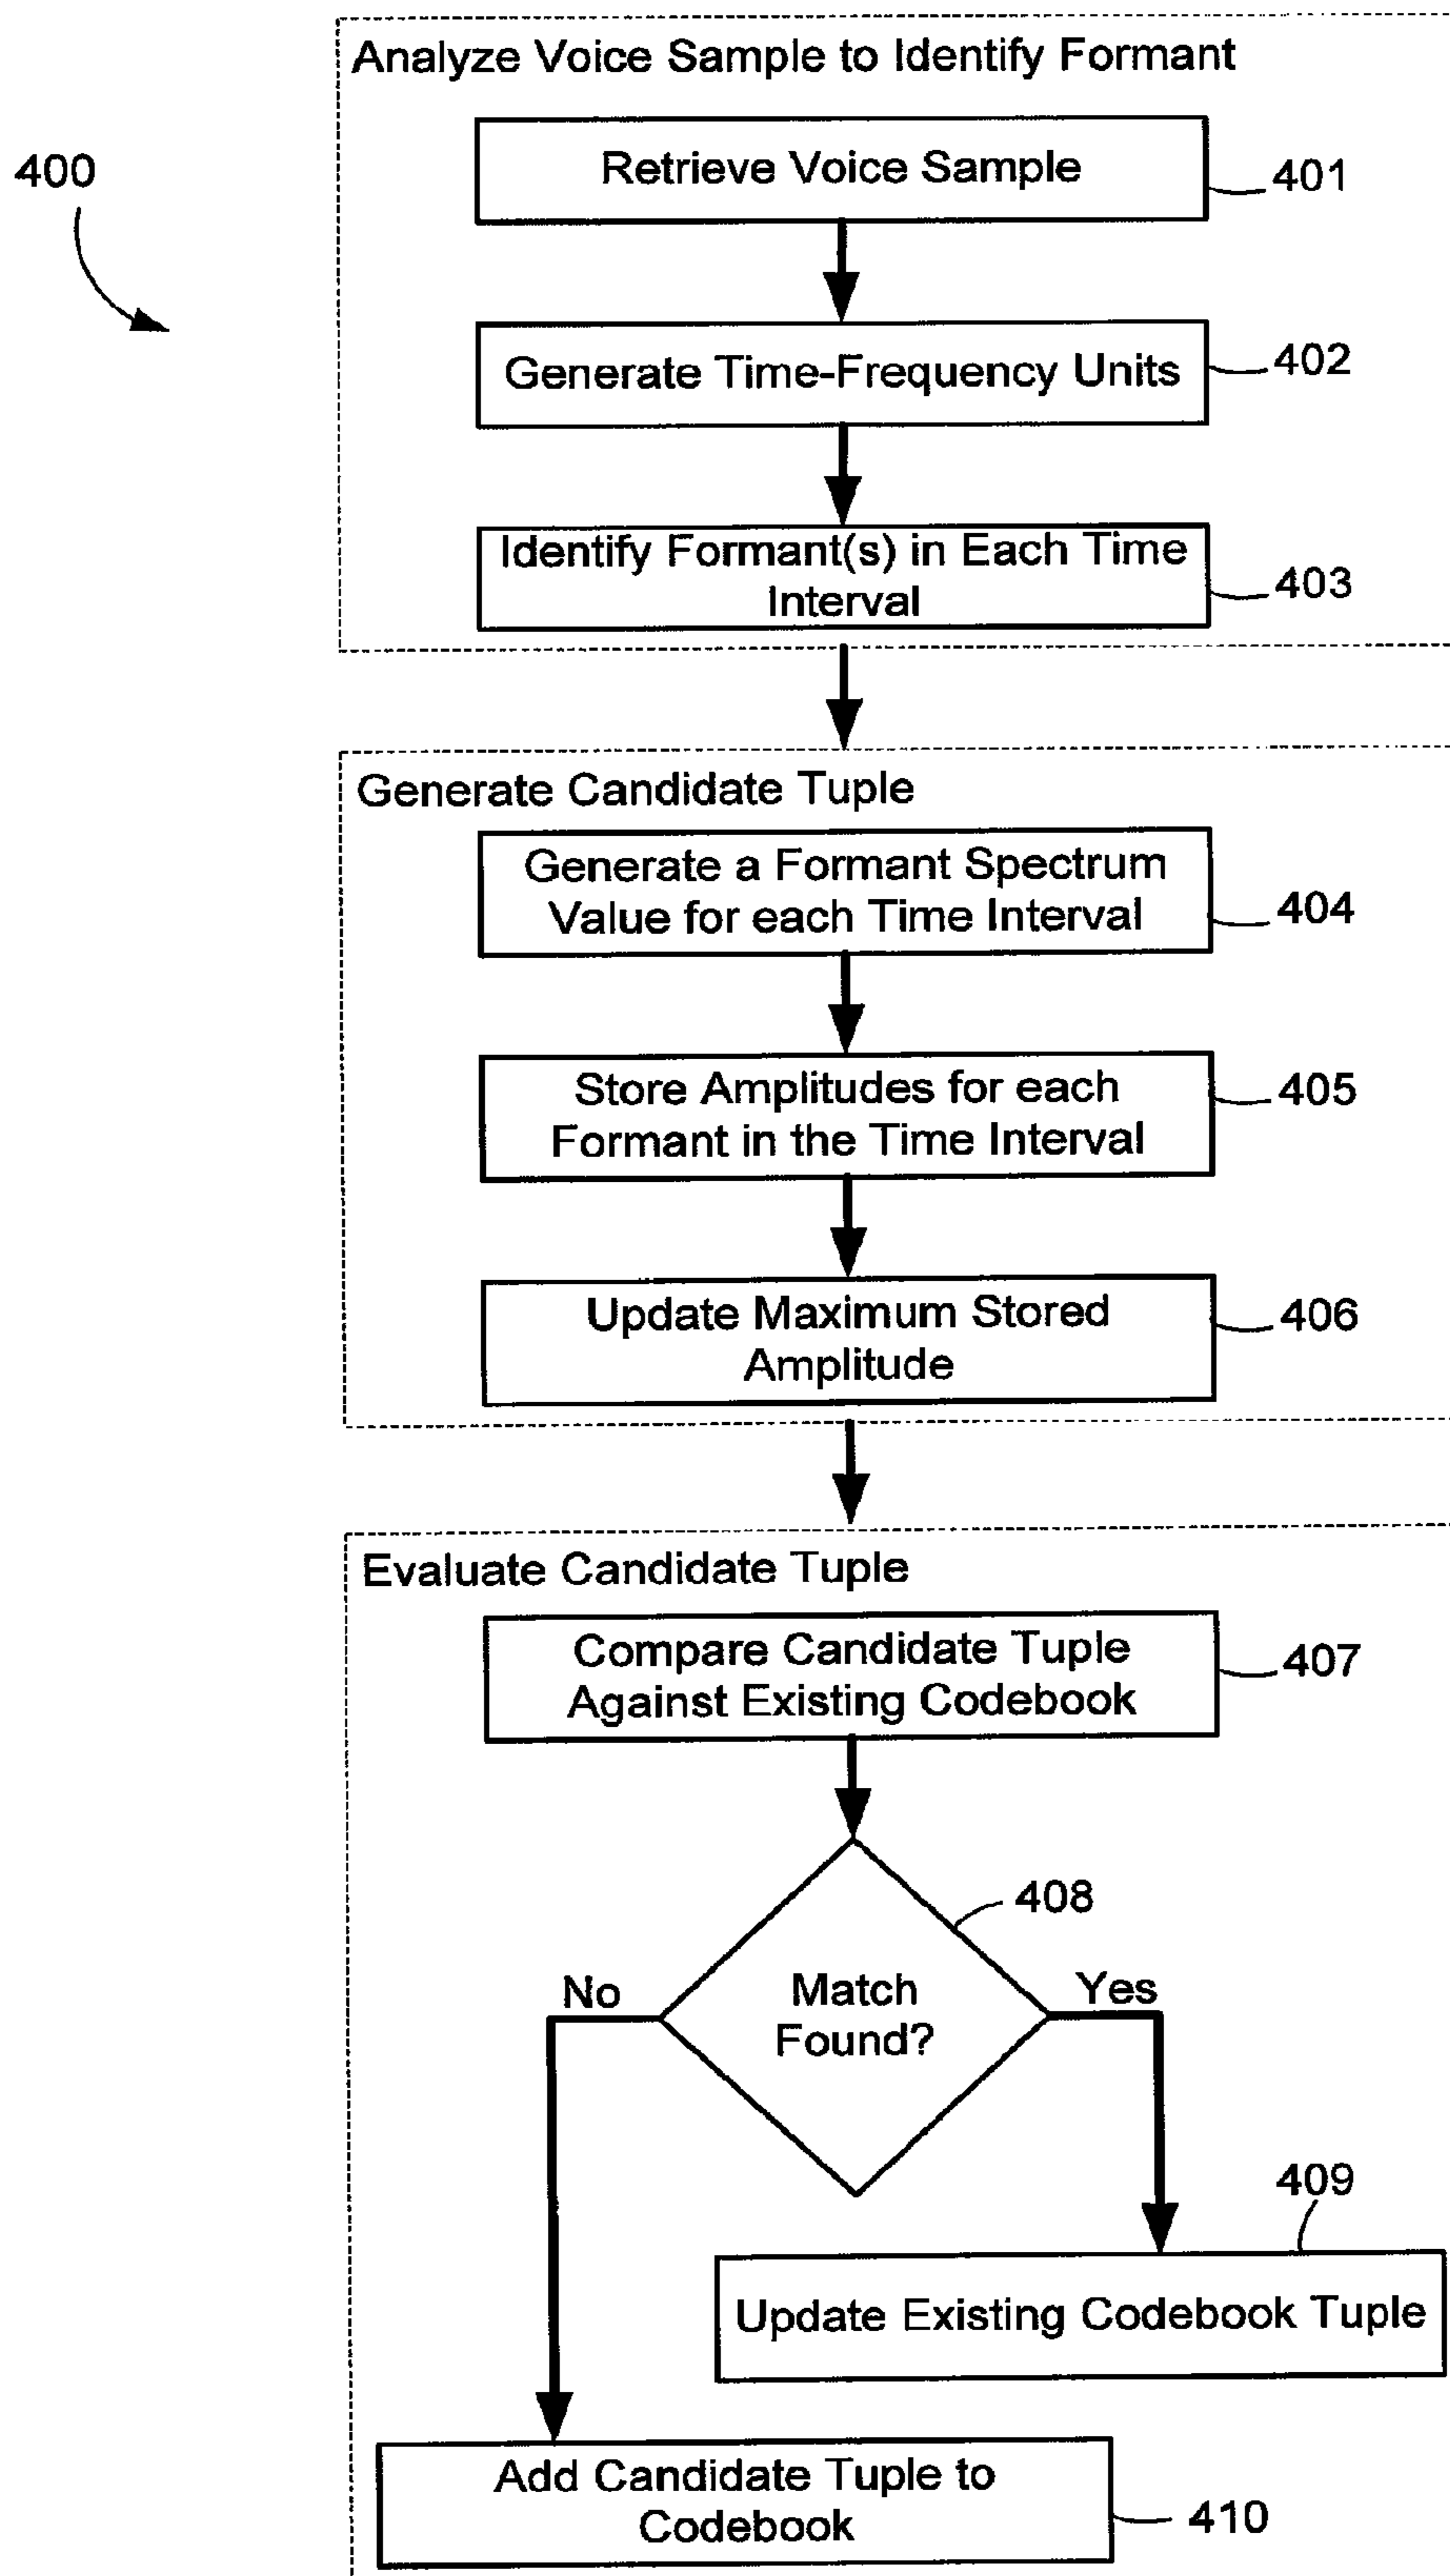 Analyze Voice Sample to Identify Formant
400
Retrieve Voice Sample
401
Generate Time-Frequency Units
402
Identify Formant(s) in Each Time
Interval
403
Generate Candidate Tuple
Generate a Formant Spectrum
Value for each Time Interval
404
Store Amplitudes for each
Formant in the Time Interval
405
Update Maximum Stored
Amplitude
406
Evaluate Candidate Tuple
Compare Candidate Tuple
Against Existing Codebook
407
408
Match
Found?
No
Yes
409
Update Existing Codebook Tuple
Add Candidate Tuple to
Codebook
410